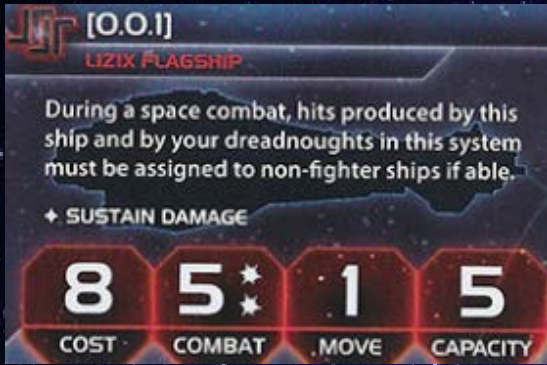 [0.0.1]
L1Z1X FLAGSHIP
During a space combat, hits produced by this
ship and by your dreadnoughts in this system
must be assigned to non-fighter ships if able.
SUSTAIN DAMAGE
8 5 1 5
COST COMBAT MOVE CAPACITY